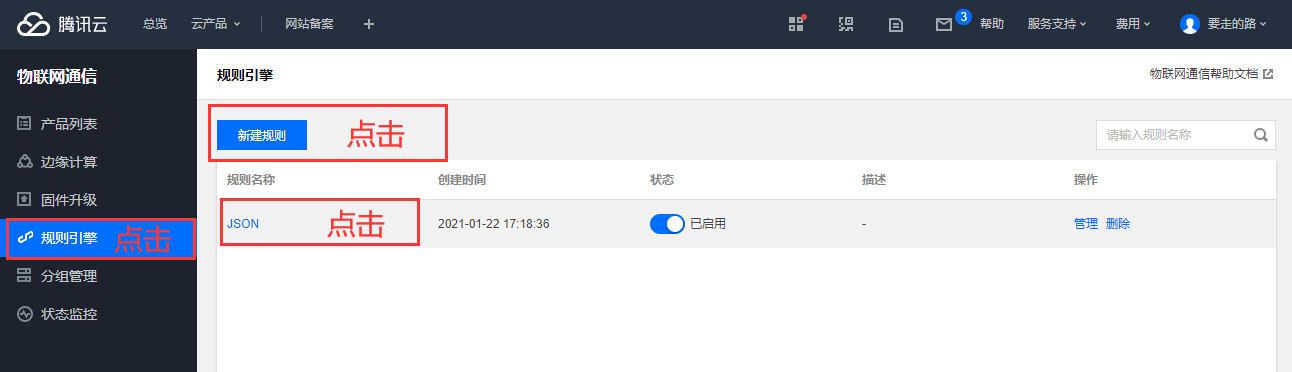 腾讯云 总览 云产品 网站备案 3 帮助 服务支持 费用 要走的路
物联网通信
产品列表
边缘计算
固件升级
规则引擎 点击
分组管理
状态监控
规则引擎 物联网通信帮助文档
新建规则 点击 请输入规则名称
规则名称 创建时间 状态 描述 操作
JSON 点击 2021-01-22 17:18:36 已启用 - 管理 删除